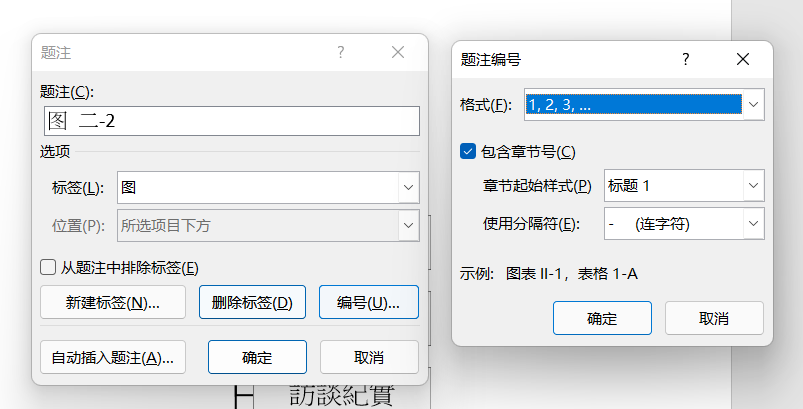 题注
?
题注(C):
图 二-2
选项
标签(L): 图
位置(P): 所选项目下方
从题注中排除标签(E)
新建标签(N)... 删除标签(D) 编号(U)...
自动插入题注(A)... 确定 取消
题注编号
?
格式(F): 1, 2, 3, ...
包含章节号(C)
章节起始样式(P) 标题 1
使用分隔符(E): - (连字符)
示例: 图表 II-1，表格 1-A
确定 取消
訪談紀實